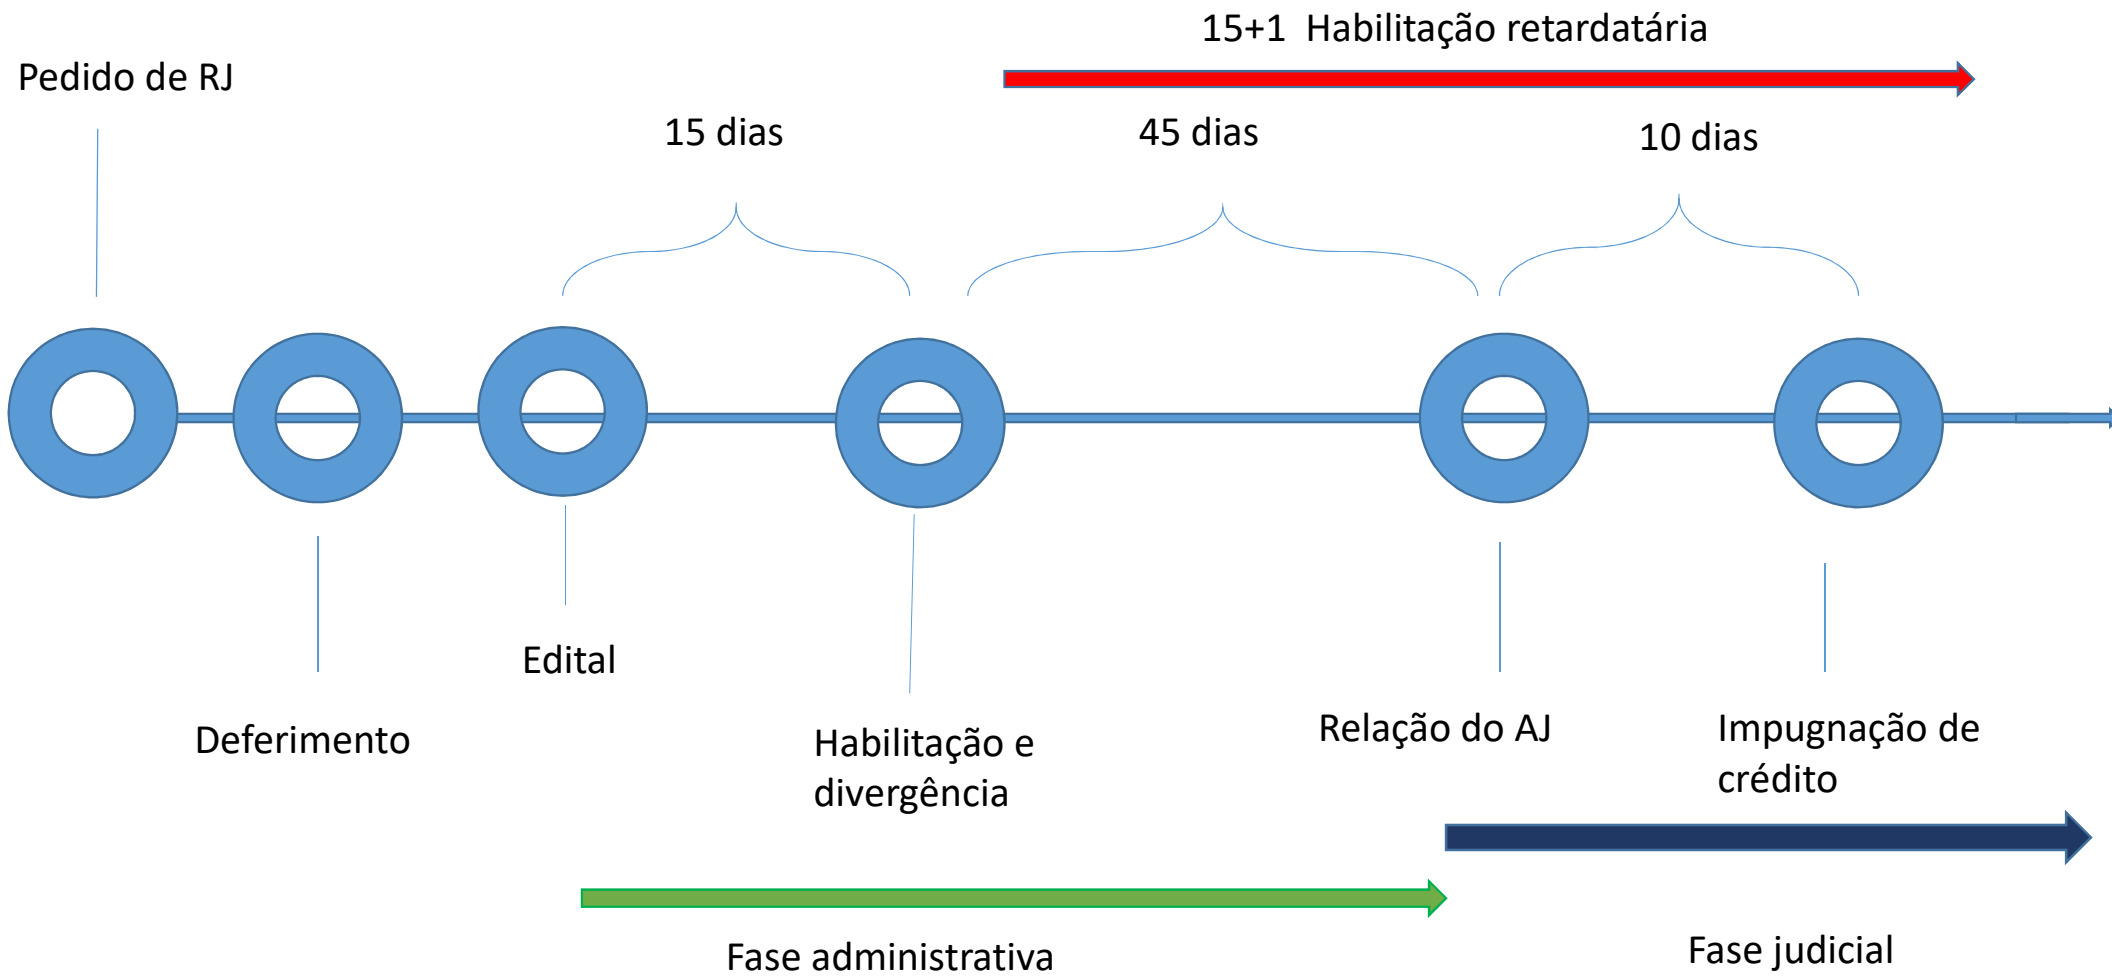 15+1 Habilitação retardatária
Pedido de RJ
15 dias
45 dias
10 dias
Edital
Deferimento
Habilitação e
divergência
Relação do AJ
Impugnação de
crédito
Fase administrativa
Fase judicial